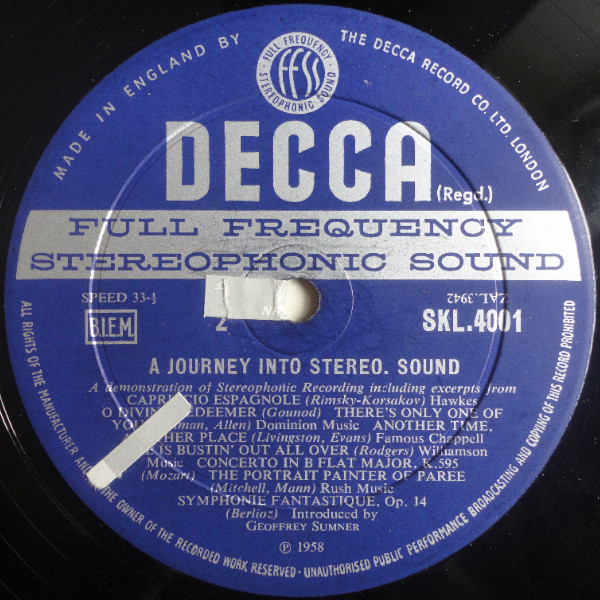 MADE IN ENGLAND BY THE DECCA RECORD CO. LTD. LONDON
FULL FREQUENCY
FFSS
STEREOPHONIC SOUND
DECCA
(Regd.)
FULL FREQUENCY
STEREOPHONIC SOUND
SPEED 33-⅓
ZAL.3942
B.I.E.M.
2
SKL.4001
A JOURNEY INTO STEREO. SOUND
A demonstration of Stereophonic Recording including excerpts from
CAPRICCIO ESPAGNOLE (Rimsky-Korsakov) Hawkes
O DIVINE REDEEMER (Gounod) THERE'S ONLY ONE OF
Allen) Dominion Music ANOTHER TIME,
PLACE (Livingston, Evans) Famous Chappell
IS BUSTIN' OUT ALL OVER (Rodgers) Williamson
Music CONCERTO IN B FLAT MAJOR, K.595
(Mozart) THE PORTRAIT PAINTER OF PAREE
(Mitchell, Mann) Rush Music
SYMPHONIE FANTASTIQUE, Op. 14
(Berlioz) Introduced by
GEOFFREY SUMNER
℗ 1958
ALL RIGHTS OF THE MANUFACTURER AND OF THE OWNER OF THE RECORDED WORK RESERVED · UNAUTHORISED PUBLIC PERFORMANCE BROADCASTING AND COPYING OF THIS RECORD PROHIBITED